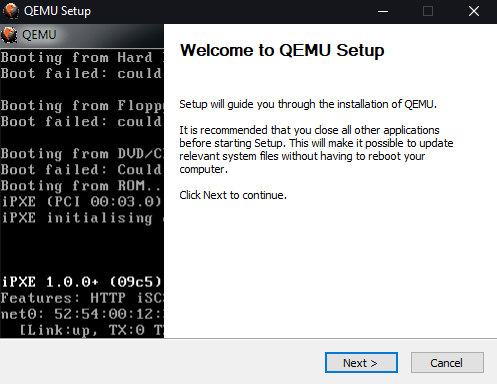 QEMU Setup
QEMU
Booting from Hard
Boot failed: could
Booting from Flopp
Boot failed: could
Booting from DVD/C
Boot failed: Could
Booting from ROM..
iPXE (PCI 00:03.0)
iPXE initialising
iPXE 1.0.0+ (09c5)
Features: HTTP iSC
net0: 52:54:00:12:
[Link:up, TX:0 T
Welcome to QEMU Setup
Setup will guide you through the installation of QEMU.
It is recommended that you close all other applications
before starting Setup. This will make it possible to update
relevant system files without having to reboot your
computer.
Click Next to continue.
Next >
Cancel